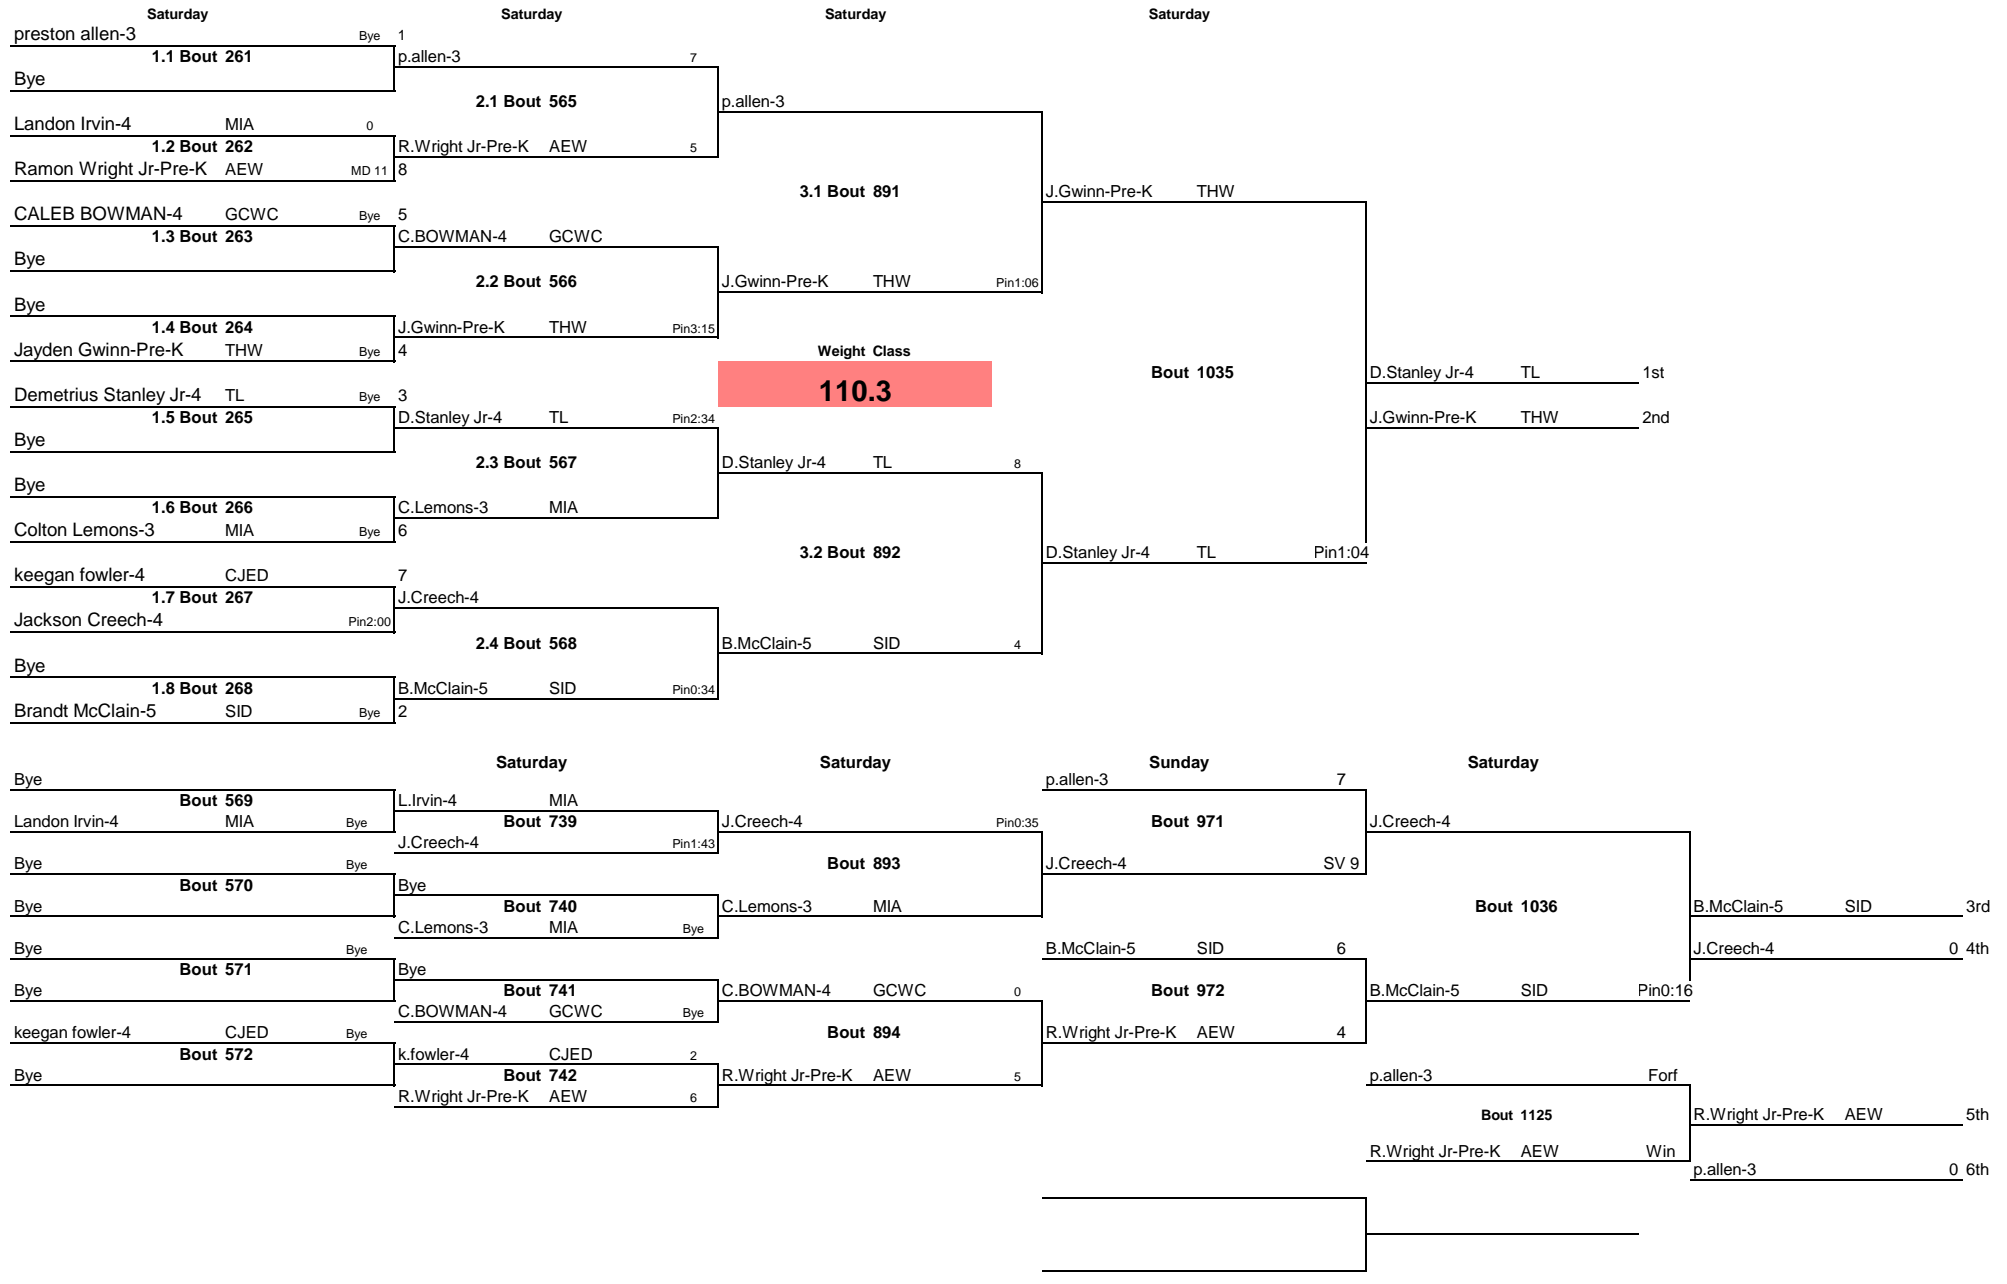 Saturday Saturday Saturday Saturday
preston allen-3 Bye 1
1.1 Bout 261 p.allen-3 7
Bye
2.1 Bout 565 p.allen-3
Landon Irvin-4 MIA 0
1.2 Bout 262 R.Wright Jr-Pre-K AEW 5
Ramon Wright Jr-Pre-K AEW MD 11 8
3.1 Bout 891 J.Gwinn-Pre-K THW
CALEB BOWMAN-4 GCWC Bye 5
1.3 Bout 263 C.BOWMAN-4 GCWC
Bye
2.2 Bout 566 J.Gwinn-Pre-K THW Pin1:06
Bye
1.4 Bout 264 J.Gwinn-Pre-K THW Pin3:15
Jayden Gwinn-Pre-K THW Bye 4 Weight Class
Bout 1035 D.Stanley Jr-4 TL 1st
Demetrius Stanley Jr-4 TL Bye 3 110.3
1.5 Bout 265 D.Stanley Jr-4 TL Pin2:34 J.Gwinn-Pre-K THW 2nd
Bye
2.3 Bout 567 D.Stanley Jr-4 TL 8
Bye
1.6 Bout 266 C.Lemons-3 MIA
Colton Lemons-3 MIA Bye 6
3.2 Bout 892 D.Stanley Jr-4 TL Pin1:04
keegan fowler-4 CJED 7
1.7 Bout 267 J.Creech-4
Jackson Creech-4 Pin2:00
2.4 Bout 568 B.McClain-5 SID 4
Bye
1.8 Bout 268 B.McClain-5 SID Pin0:34
Brandt McClain-5 SID Bye 2
Saturday Saturday Sunday Saturday
Bye p.allen-3 7
Bout 569 L.Irvin-4 MIA
Landon Irvin-4 MIA Bye Bout 739 J.Creech-4 Pin0:35 Bout 971 J.Creech-4
J.Creech-4 Pin1:43
Bye Bye Bout 893 J.Creech-4 SV 9
Bout 570 Bye
Bye Bout 740 C.Lemons-3 MIA Bout 1036 B.McClain-5 SID 3rd
C.Lemons-3 MIA Bye
Bye Bye B.McClain-5 SID 6 J.Creech-4 0 4th
Bout 571 Bye
Bye Bout 741 C.BOWMAN-4 GCWC 0 Bout 972 B.McClain-5 SID Pin0:16
C.BOWMAN-4 GCWC Bye
keegan fowler-4 CJED Bye Bout 894 R.Wright Jr-Pre-K AEW 4
Bout 572 k.fowler-4 CJED 2
Bye Bout 742 R.Wright Jr-Pre-K AEW 5 p.allen-3 Forf
R.Wright Jr-Pre-K AEW 6
Bout 1125 R.Wright Jr-Pre-K AEW 5th
R.Wright Jr-Pre-K AEW Win
p.allen-3 0 6th